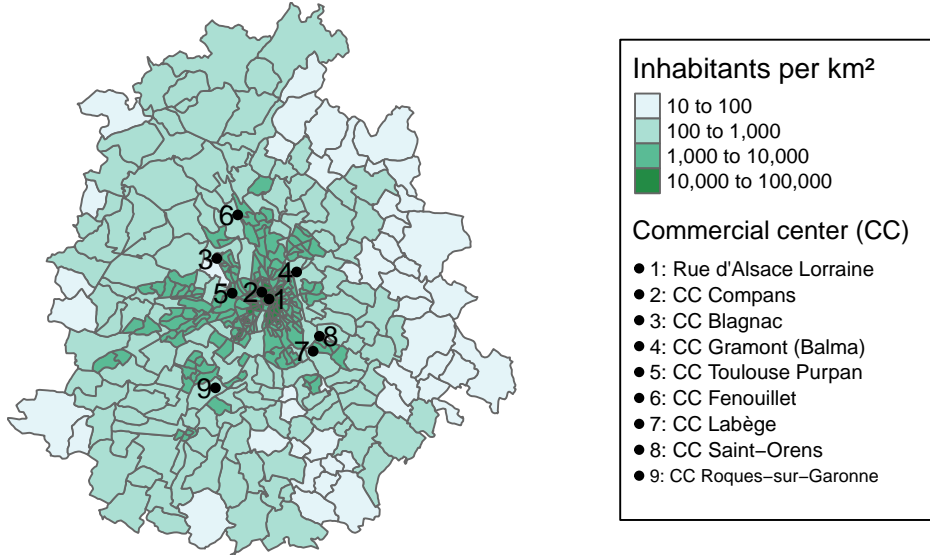 6
3
4
5
2
1
8
7
9
Inhabitants per km²
10 to 100
100 to 1,000
1,000 to 10,000
10,000 to 100,000
Commercial center (CC)
1: Rue d'Alsace Lorraine
2: CC Compans
3: CC Blagnac
4: CC Gramont (Balma)
5: CC Toulouse Purpan
6: CC Fenouillet
7: CC Labège
8: CC Saint−Orens
9: CC Roques−sur−Garonne